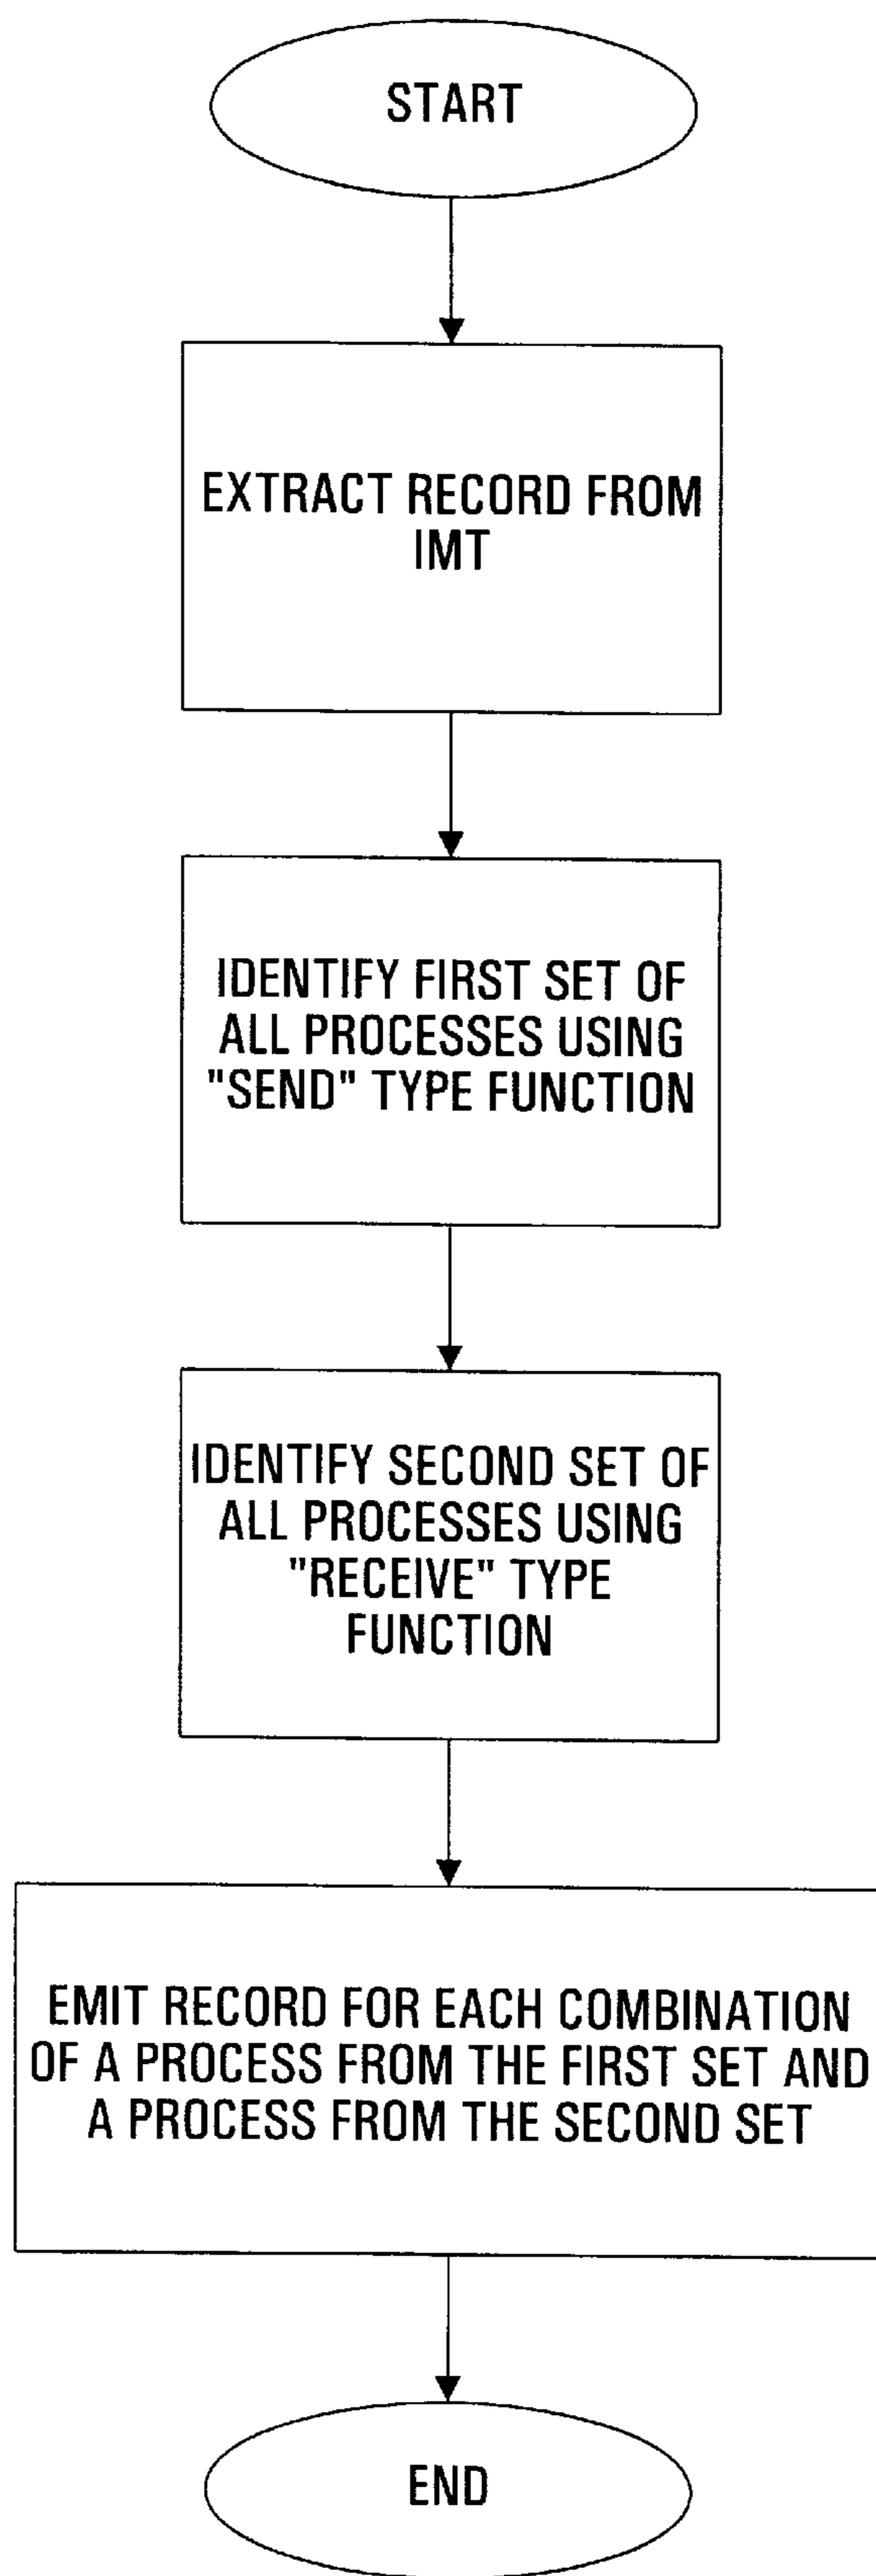 START
EXTRACT RECORD FROM
IMT
IDENTIFY FIRST SET OF
ALL PROCESSES USING
"SEND" TYPE FUNCTION
IDENTIFY SECOND SET OF
ALL PROCESSES USING
"RECEIVE" TYPE
FUNCTION
EMIT RECORD FOR EACH COMBINATION
OF A PROCESS FROM THE FIRST SET AND
A PROCESS FROM THE SECOND SET
END